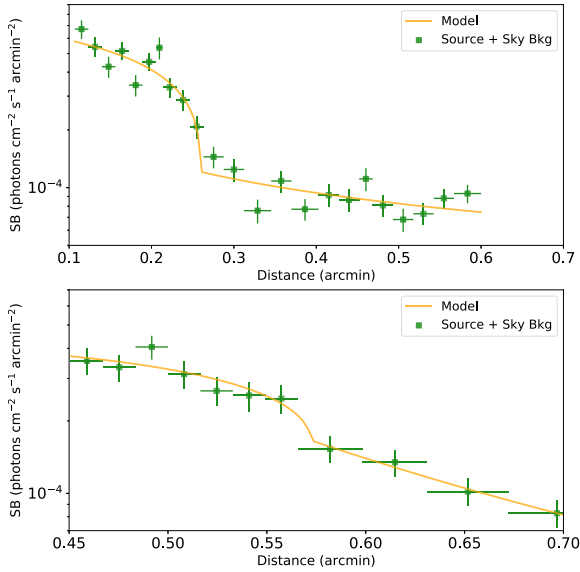 SB (photons cm⁻² s⁻¹ arcmin⁻²)
Model
Source + Sky Bkg
10⁻⁴
0.1 0.2 0.3 0.4 0.5 0.6 0.7
Distance (arcmin)
SB (photons cm⁻² s⁻¹ arcmin⁻²)
Model
Source + Sky Bkg
10⁻⁴
0.45 0.50 0.55 0.60 0.65 0.70
Distance (arcmin)